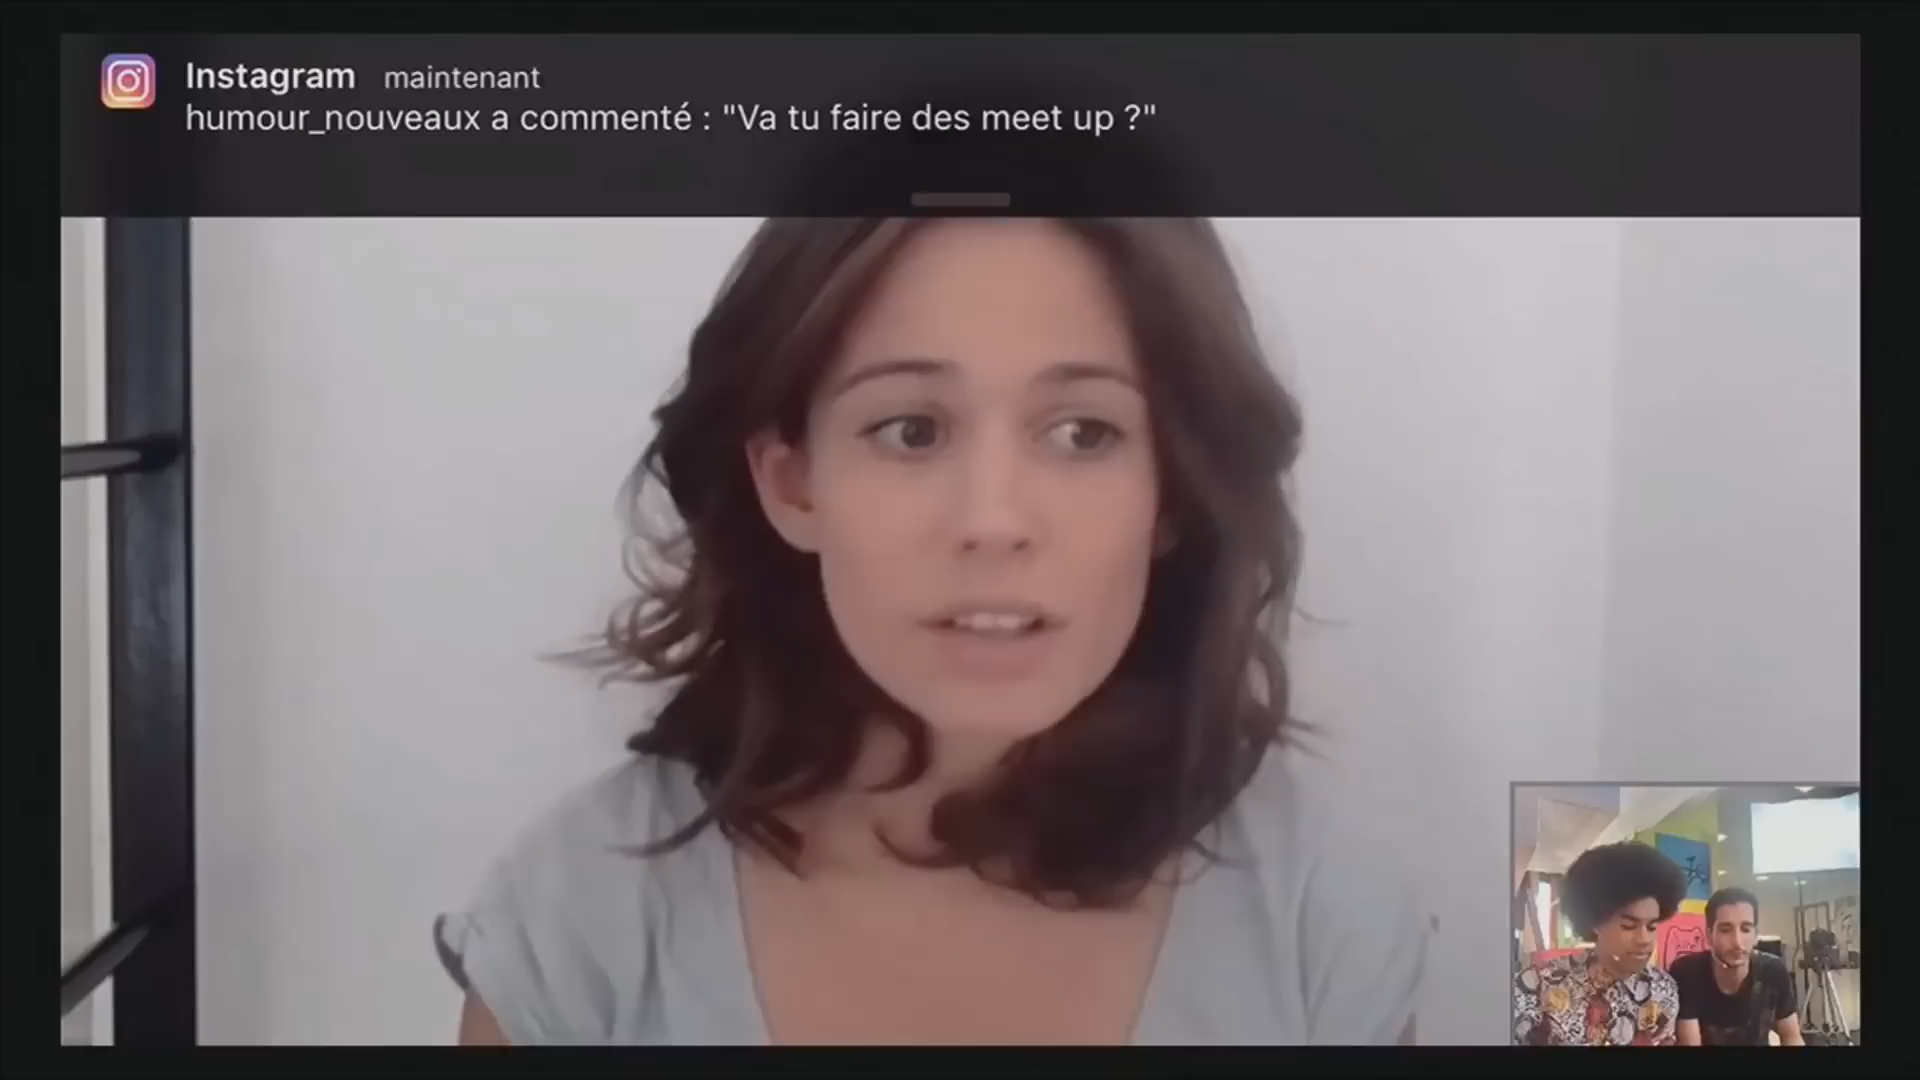 Instagram maintenant
humour_nouveaux a commenté : "Va tu faire des meet up ?"